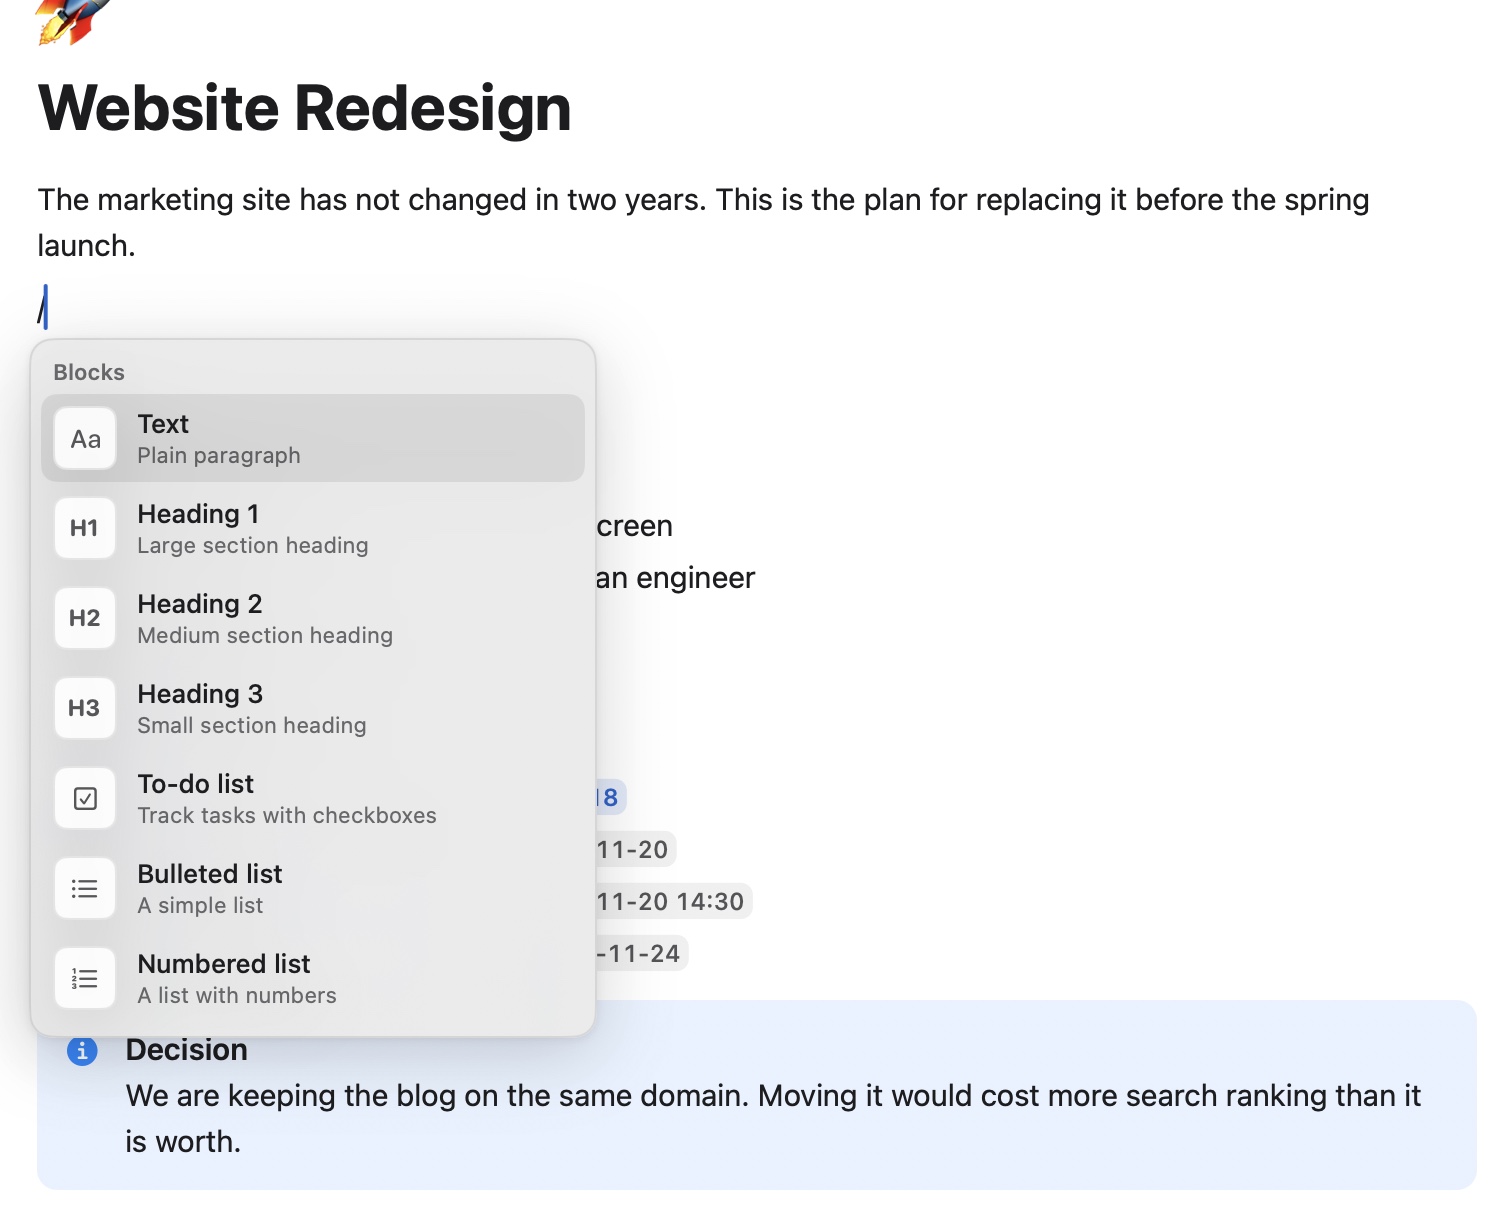 Website Redesign
The marketing site has not changed in two years. This is the plan for replacing it before the spring
launch.
/
Blocks
Aa Text
Plain paragraph
H1 Heading 1
Large section heading
creen
an engineer
H2 Heading 2
Medium section heading
H3 Heading 3
Small section heading
To-do list
Track tasks with checkboxes
18
11-20
Bulleted list
A simple list
11-20 14:30
-11-24
Numbered list
A list with numbers
Decision
We are keeping the blog on the same domain. Moving it would cost more search ranking than it
is worth.